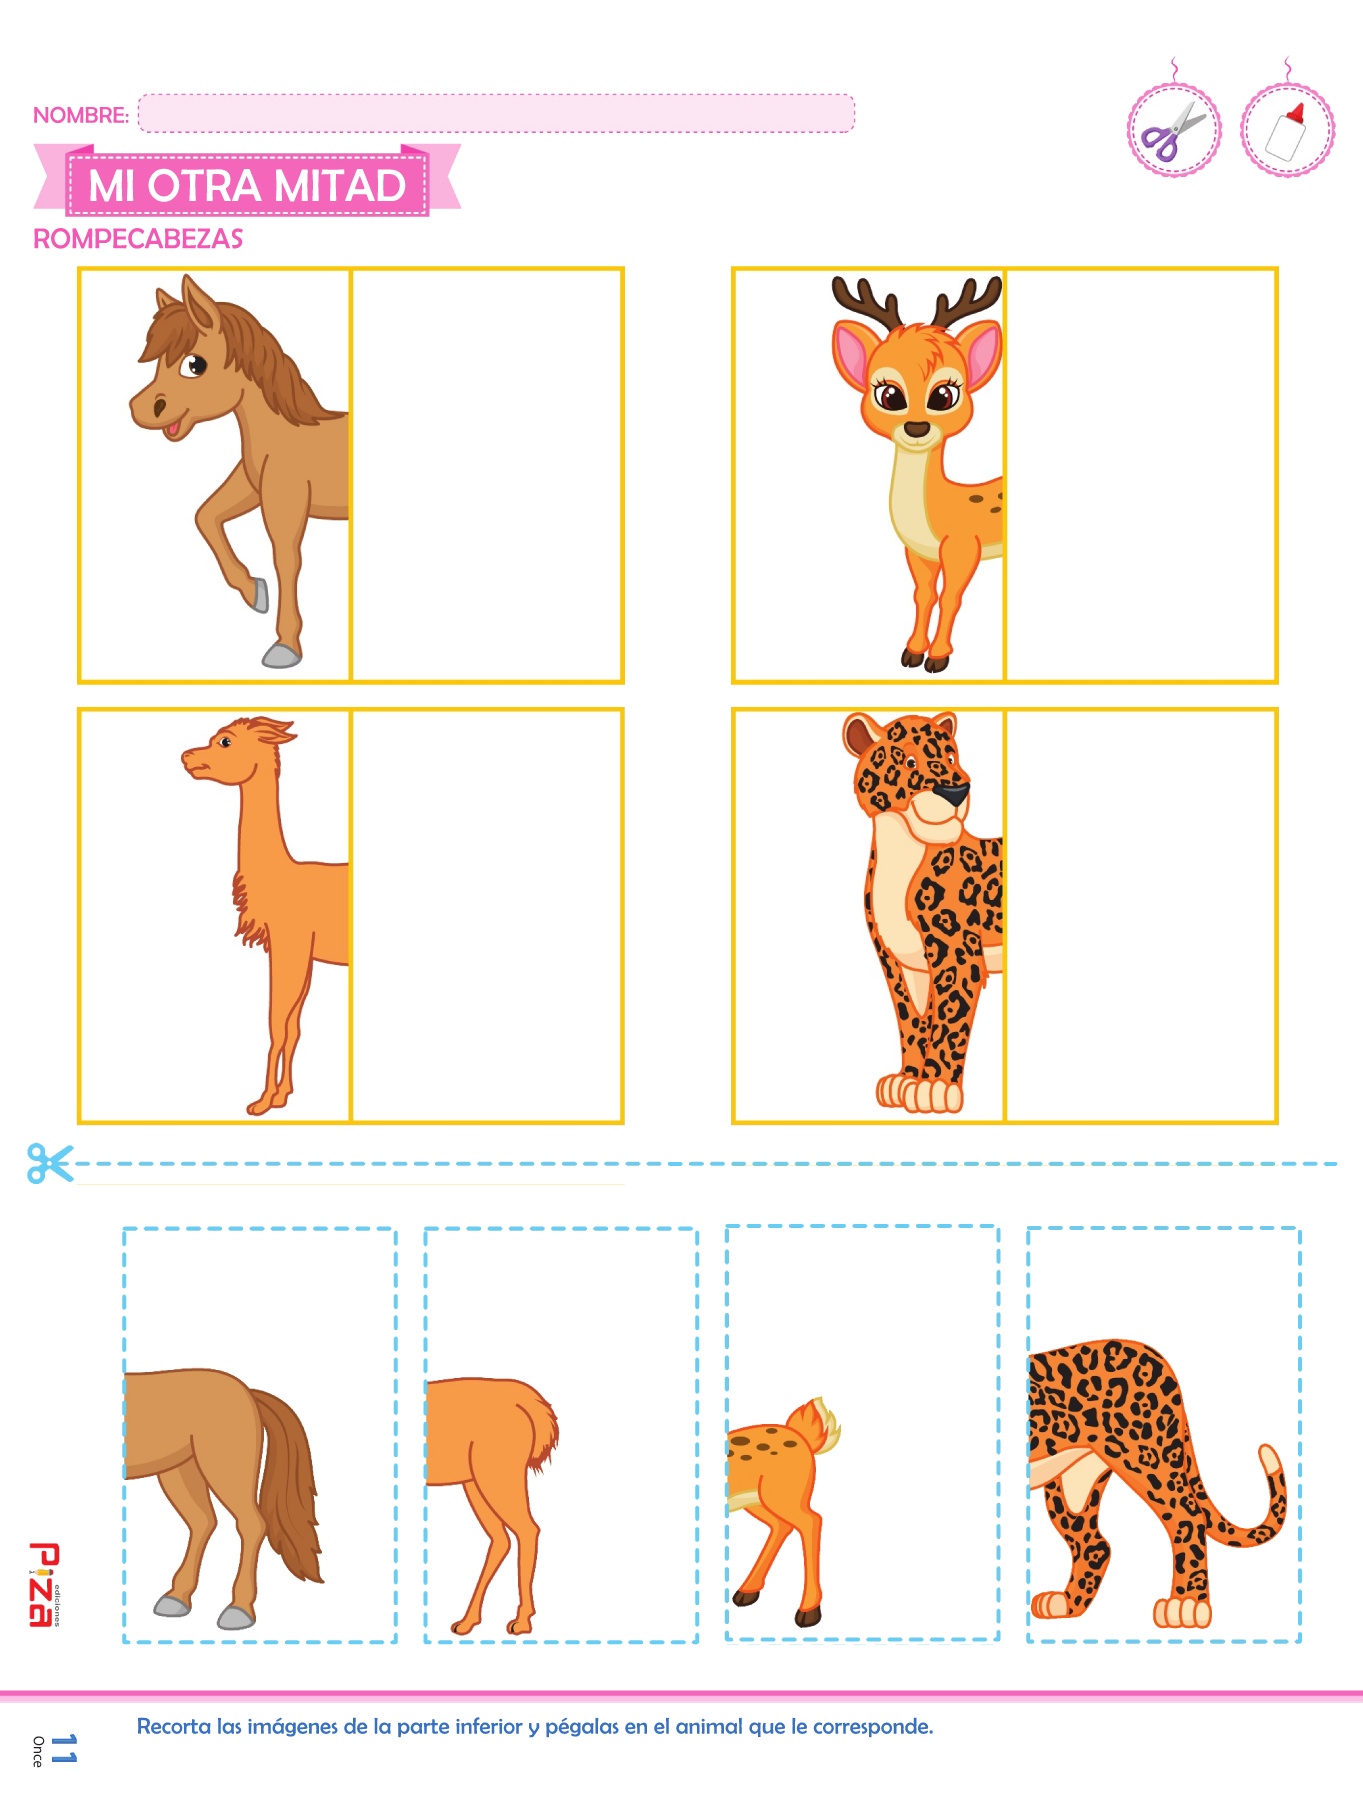 NOMBRE:
MI OTRA MITAD
ROMPECABEZAS
Piza
ediciones
Recorta las imágenes de la parte inferior y pégalas en el animal que le corresponde.
11
Once